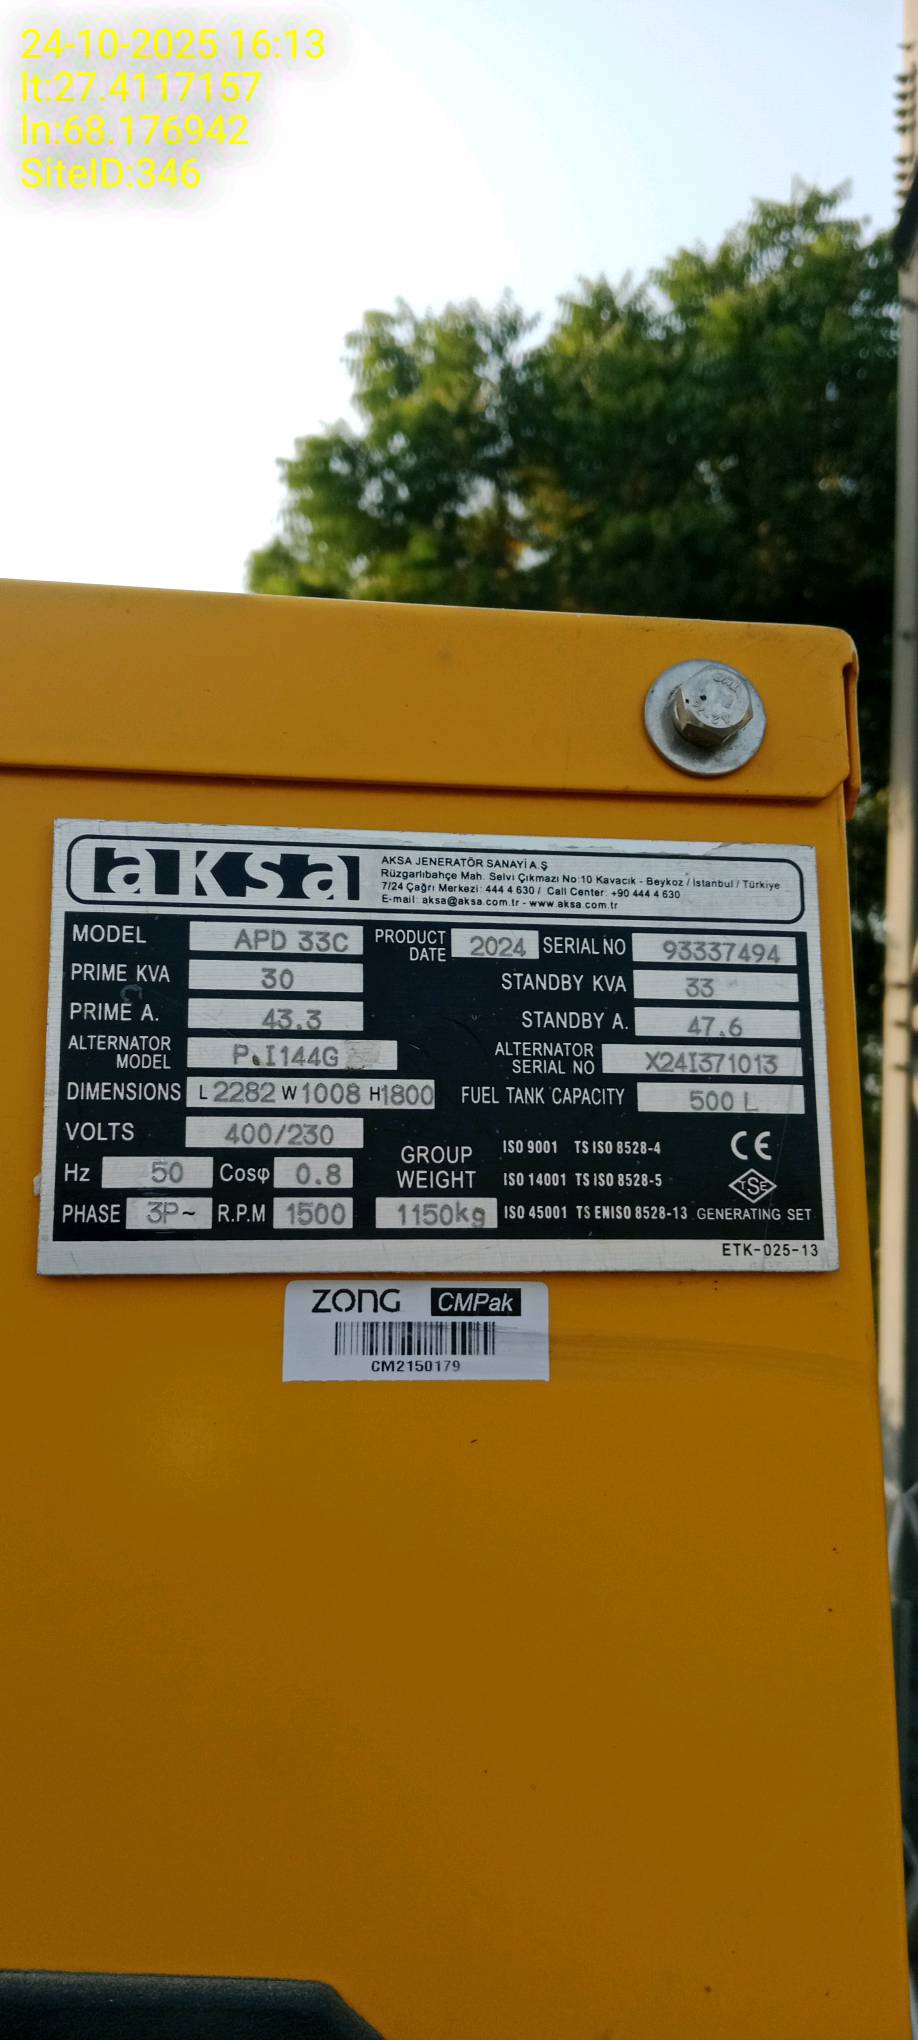 24-10-2025 16:13
lt:27.4117157
ln:68.176942
SiteID:346
aksa
AKSA JENERATÖR SANAYİ A.Ş
Rüzgarlıbahçe Mah. Selvi Çıkmazı No:10 Kavacık - Beykoz / İstanbul / Türkiye
7/24 Çağrı Merkezi: 444 4 630 / Call Center: +90 444 4 630
E-mail: aksa@aksa.com.tr - www.aksa.com.tr
MODEL APD 33C PRODUCT DATE 2024 SERIAL NO 93337494
PRIME KVA 30 STANDBY KVA 33
PRIME A. 43.3 STANDBY A. 47.6
ALTERNATOR MODEL P.I144G ALTERNATOR SERIAL NO X24I371013
DIMENSIONS L 2282 W 1008 H 1800 FUEL TANK CAPACITY 500 L
VOLTS 400/230
Hz 50 Cosφ 0.8
PHASE 3P~ R.P.M 1500
GROUP WEIGHT
1150kg
ISO 9001 TS ISO 8528-4
ISO 14001 TS ISO 8528-5
ISO 45001 TS EN ISO 8528-13
CE
TSE
GENERATING SET
ETK-025-13
ZONG CMPak
CM2150179